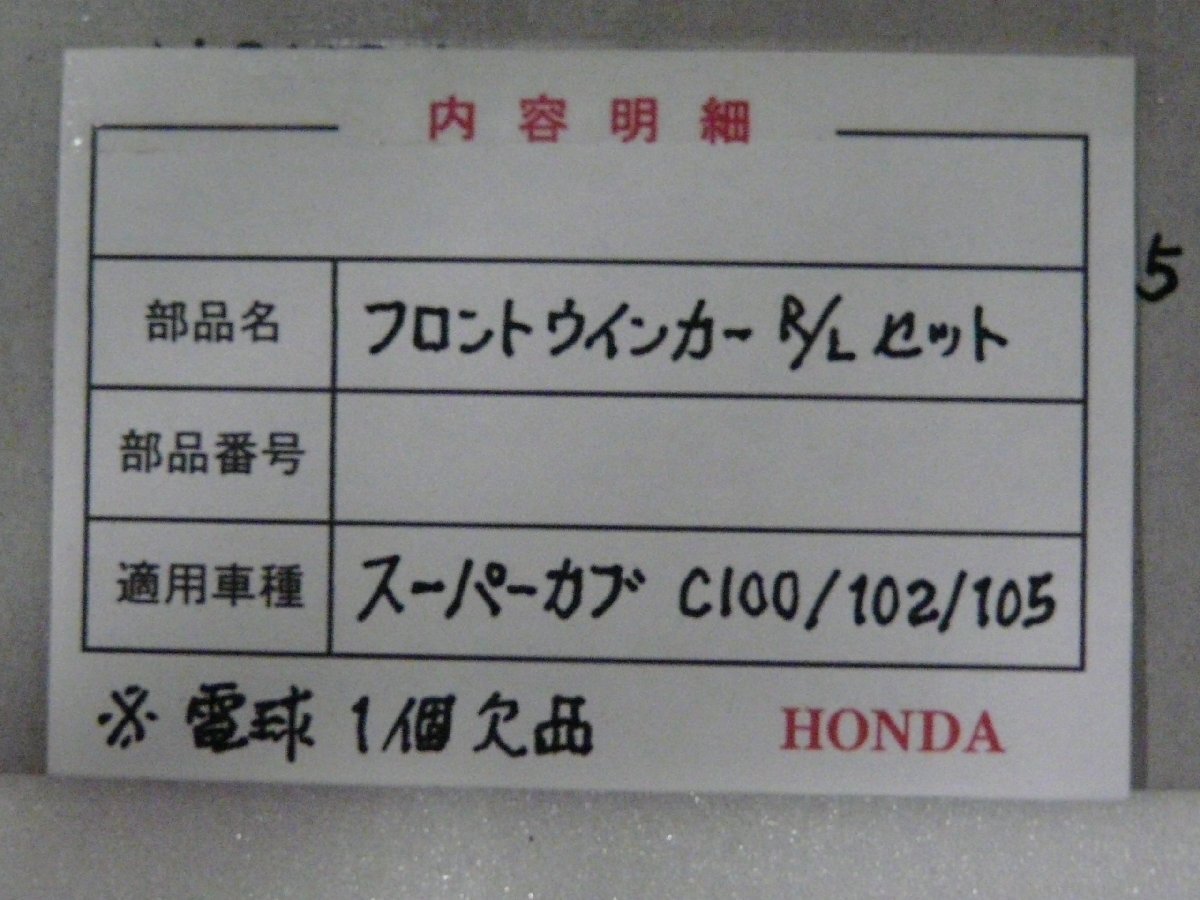 内容明細
部品名 フロントウインカー R/L セット
部品番号
適用車種 スーパーカブ C100/102/105
※ 電球 1個欠品
HONDA
5